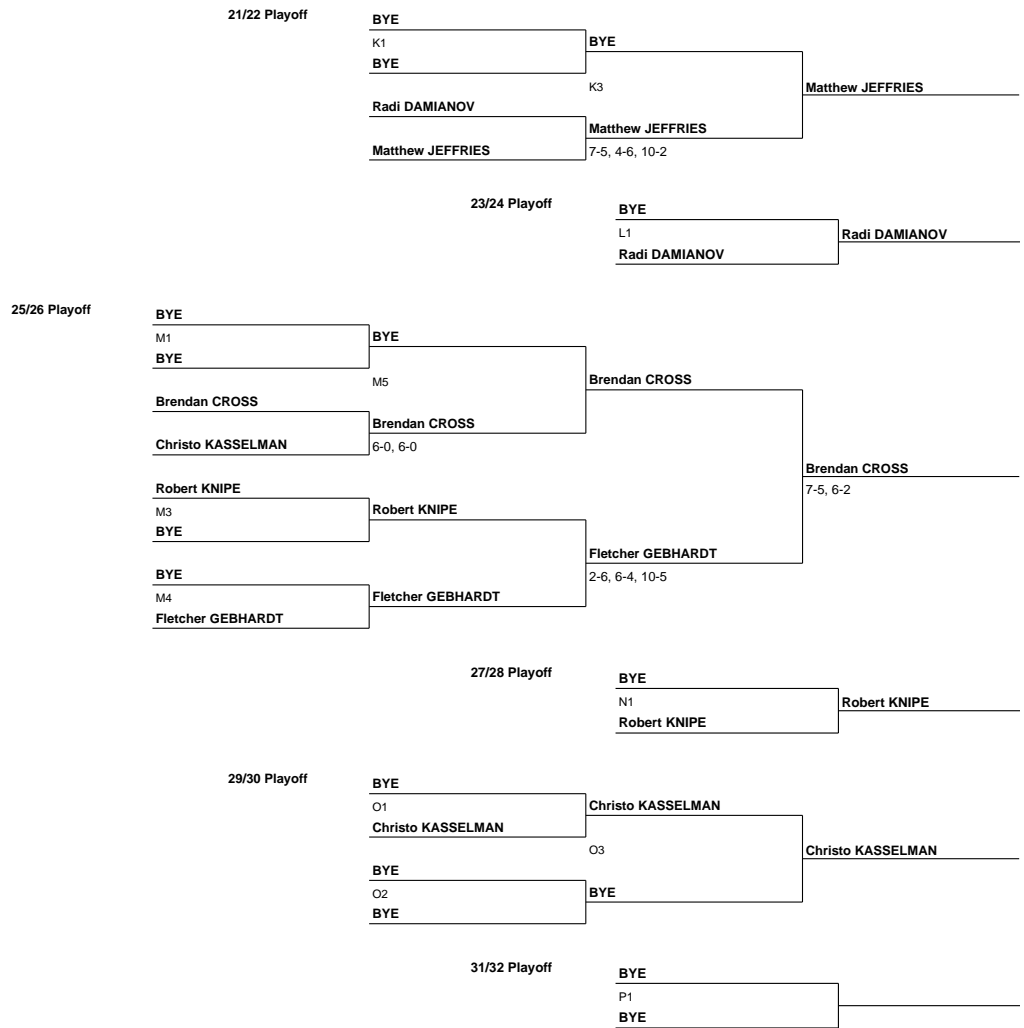 21/22 Playoff
BYE
K1
BYE
BYE
K3
Matthew JEFFRIES
Radi DAMIANOV
Matthew JEFFRIES
Matthew JEFFRIES
7-5, 4-6, 10-2
23/24 Playoff
BYE
L1
Radi DAMIANOV
Radi DAMIANOV
25/26 Playoff
BYE
M1
BYE
BYE
M5
Brendan CROSS
Brendan CROSS
Brendan CROSS
Christo KASSELMAN
6-0, 6-0
Brendan CROSS
7-5, 6-2
Robert KNIPE
M3
Robert KNIPE
BYE
Fletcher GEBHARDT
2-6, 6-4, 10-5
BYE
M4
Fletcher GEBHARDT
Fletcher GEBHARDT
27/28 Playoff
BYE
N1
Robert KNIPE
Robert KNIPE
29/30 Playoff
BYE
O1
Christo KASSELMAN
Christo KASSELMAN
O3
Christo KASSELMAN
BYE
O2
BYE
BYE
31/32 Playoff
BYE
P1
BYE